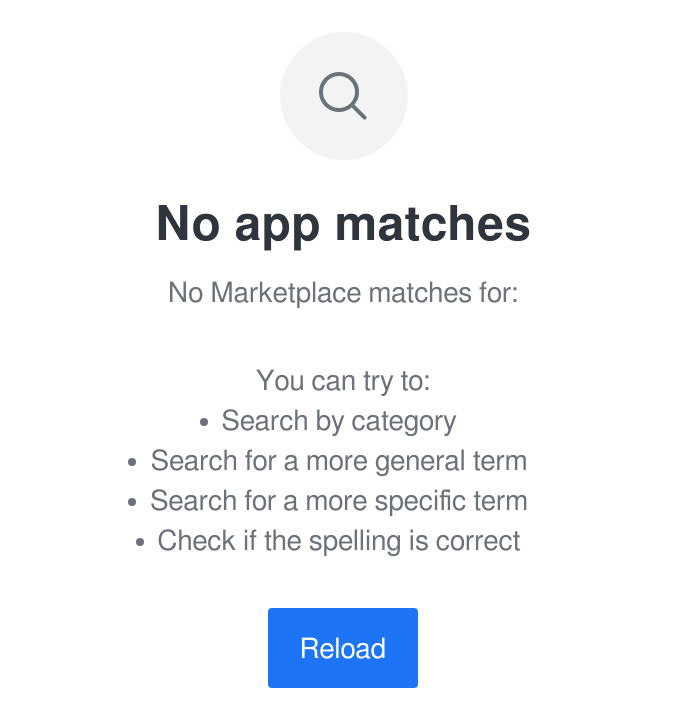 No app matches
No Marketplace matches for:
You can try to:
• Search by category
• Search for a more general term
• Search for a more specific term
• Check if the spelling is correct
Reload